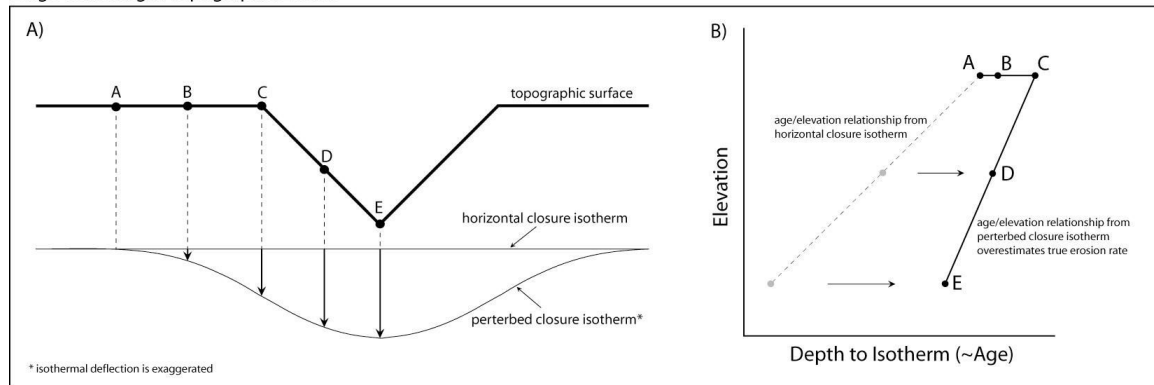 A)
A
B
C
D
E
topographic surface
horizontal closure isotherm
perterbed closure isotherm*
* isothermal deflection is exaggerated
B)
A
B
C
D
E
age/elevation relationship from
horizontal closure isotherm
age/elevation relationship from
perterbed closure isotherm
overestimates true erosion rate
Elevation
Depth to Isotherm (~Age)